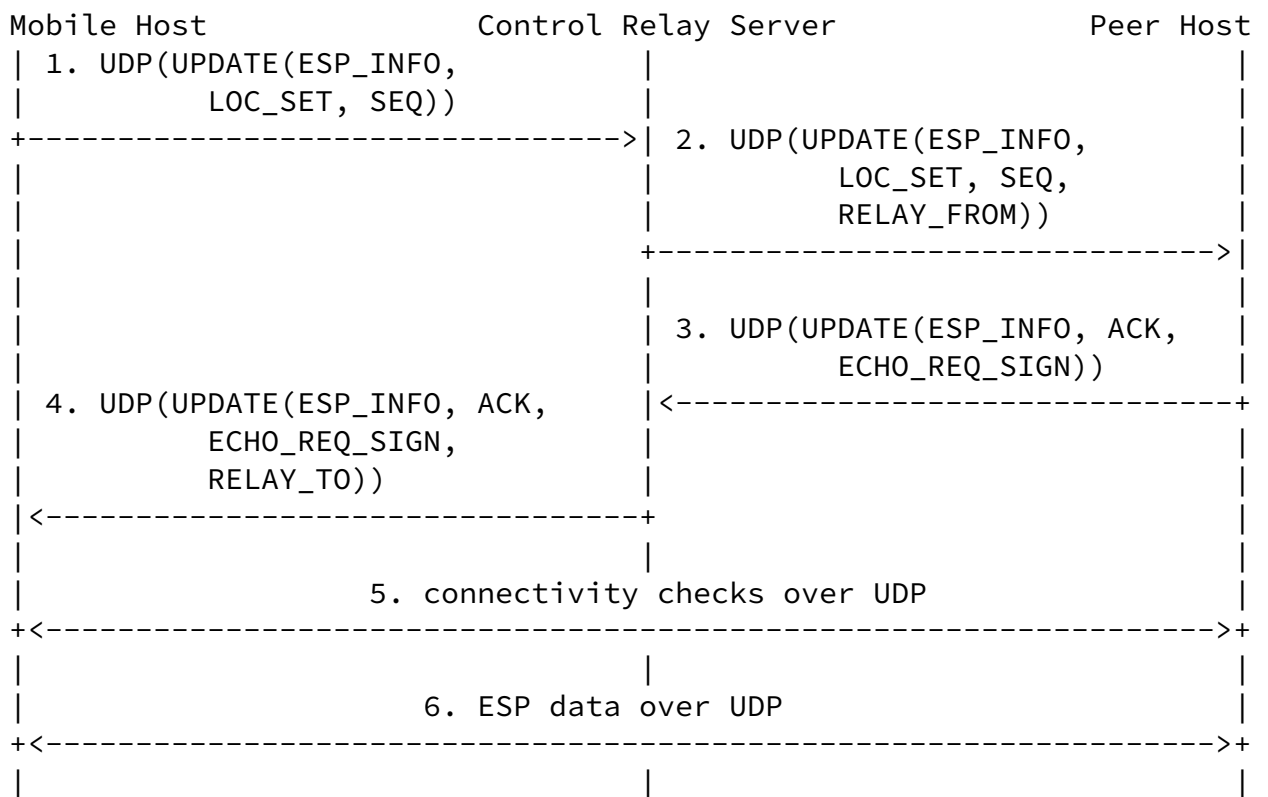 Mobile Host Control Relay Server Peer Host
1. UDP(UPDATE(ESP_INFO,
LOC_SET, SEQ))
2. UDP(UPDATE(ESP_INFO,
LOC_SET, SEQ,
RELAY_FROM))
3. UDP(UPDATE(ESP_INFO, ACK,
ECHO_REQ_SIGN))
4. UDP(UPDATE(ESP_INFO, ACK,
ECHO_REQ_SIGN,
RELAY_TO))
5. connectivity checks over UDP
6. ESP data over UDP